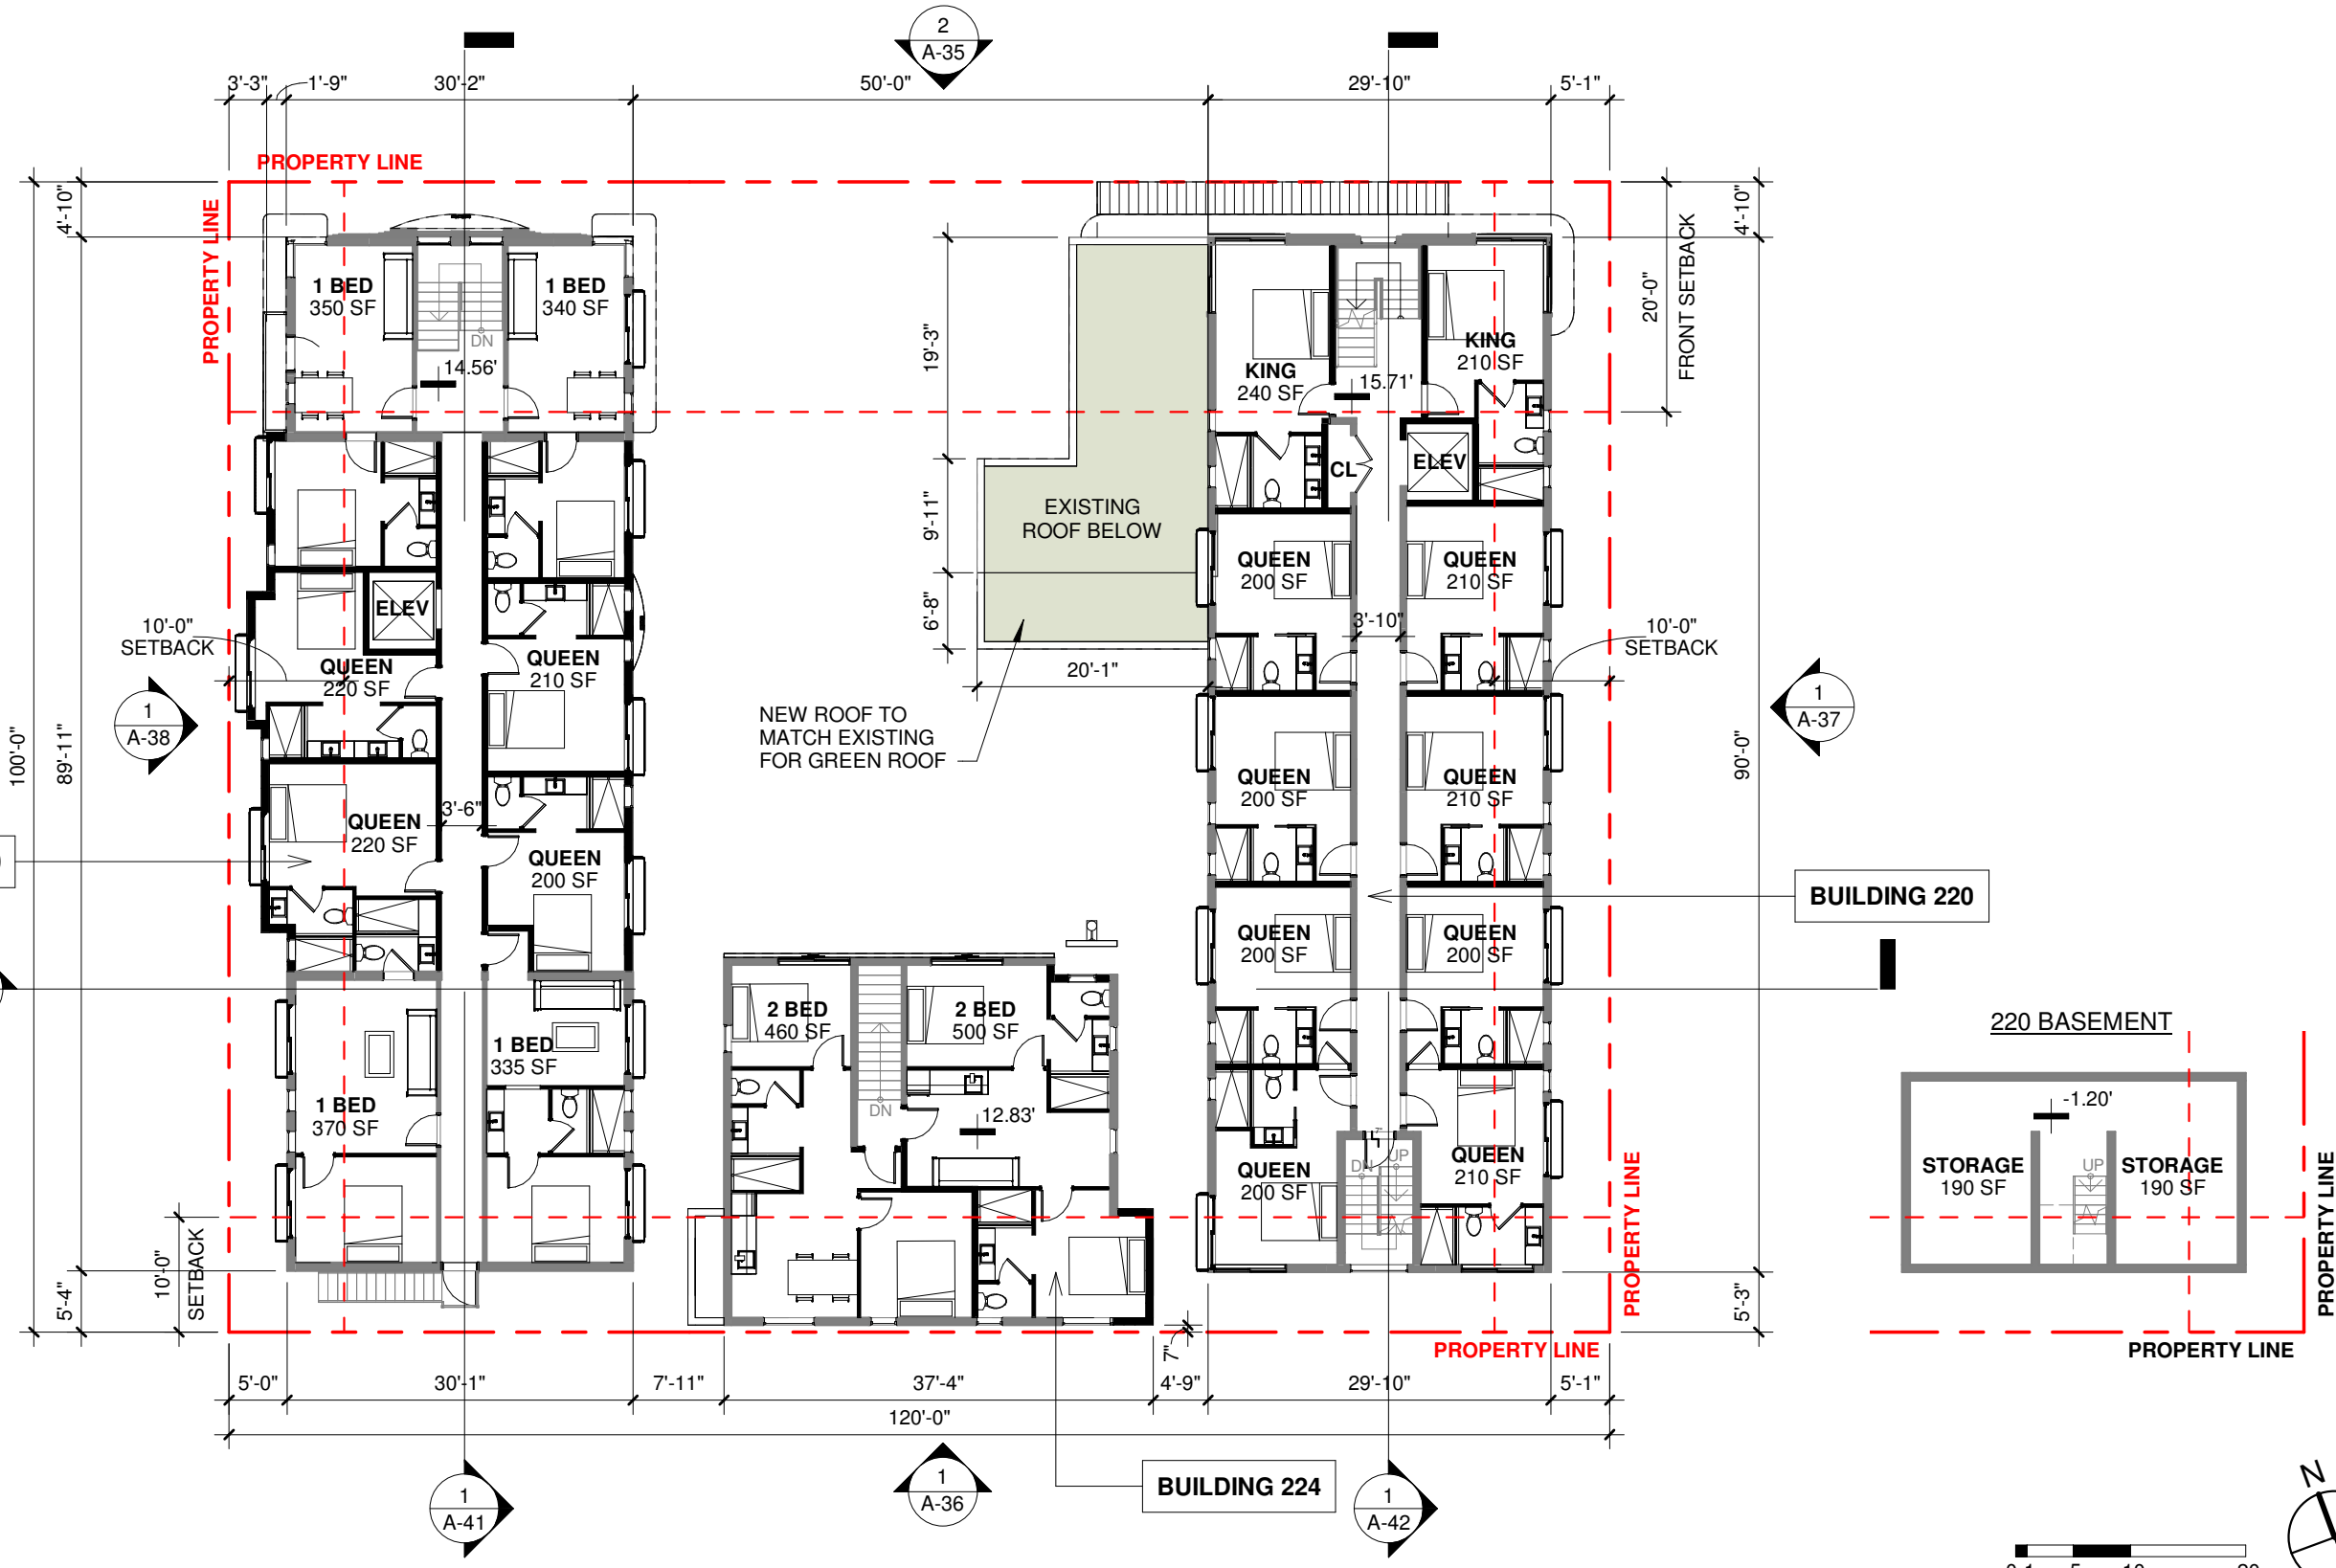 2
A-35
3'-3"
1'-9"
30'-2"
50'-0"
29'-10"
5'-1"
PROPERTY LINE
PROPERTY LINE
4'-10"
4'-10"
20'-0"
FRONT SETBACK
1 BED
350 SF
1 BED
340 SF
DN
14.56'
19'-3"
KING
240 SF
KING
210 SF
15.71'
CL
ELEV
EXISTING
ROOF BELOW
9'-11"
6'-8"
QUEEN
200 SF
QUEEN
210 SF
3'-10"
10'-0"
SETBACK
10'-0"
SETBACK
ELEV
QUEEN
220 SF
QUEEN
210 SF
20'-1"
1
A-38
1
A-37
100'-0"
89'-11"
90'-0"
NEW ROOF TO
MATCH EXISTING
FOR GREEN ROOF
QUEEN
200 SF
QUEEN
210 SF
3'-6"
QUEEN
220 SF
QUEEN
200 SF
BUILDING 220
QUEEN
200 SF
QUEEN
200 SF
2 BED
460 SF
2 BED
500 SF
1 BED
335 SF
1 BED
370 SF
DN
12.83'
220 BASEMENT
-1.20'
STORAGE
190 SF
UP
STORAGE
190 SF
QUEEN
200 SF
DN
UP
QUEEN
210 SF
PROPERTY LINE
PROPERTY LINE
10'-0"
SETBACK
5'-4"
5'-3"
7"
PROPERTY LINE
PROPERTY LINE
5'-0"
30'-1"
7'-11"
37'-4"
4'-9"
29'-10"
5'-1"
120'-0"
1
A-41
1
A-36
BUILDING 224
1
A-42
N